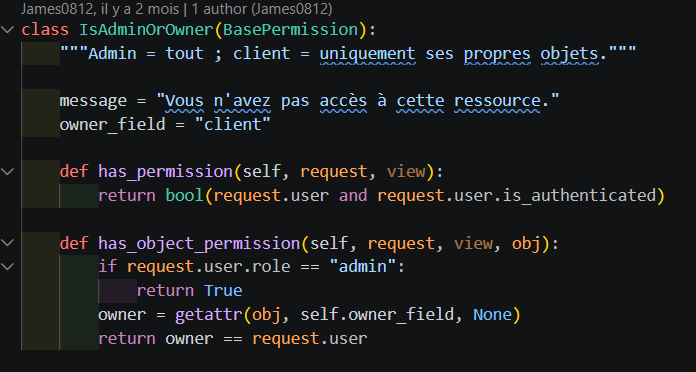 James0812, il y a 2 mois | 1 author (James0812)
class IsAdminOrOwner(BasePermission):
    """Admin = tout ; client = uniquement ses propres objets."""
    message = "Vous n'avez pas accès à cette ressource."
    owner_field = "client"
    def has_permission(self, request, view):
        return bool(request.user and request.user.is_authenticated)
    def has_object_permission(self, request, view, obj):
        if request.user.role == "admin":
            return True
        owner = getattr(obj, self.owner_field, None)
        return owner == request.user